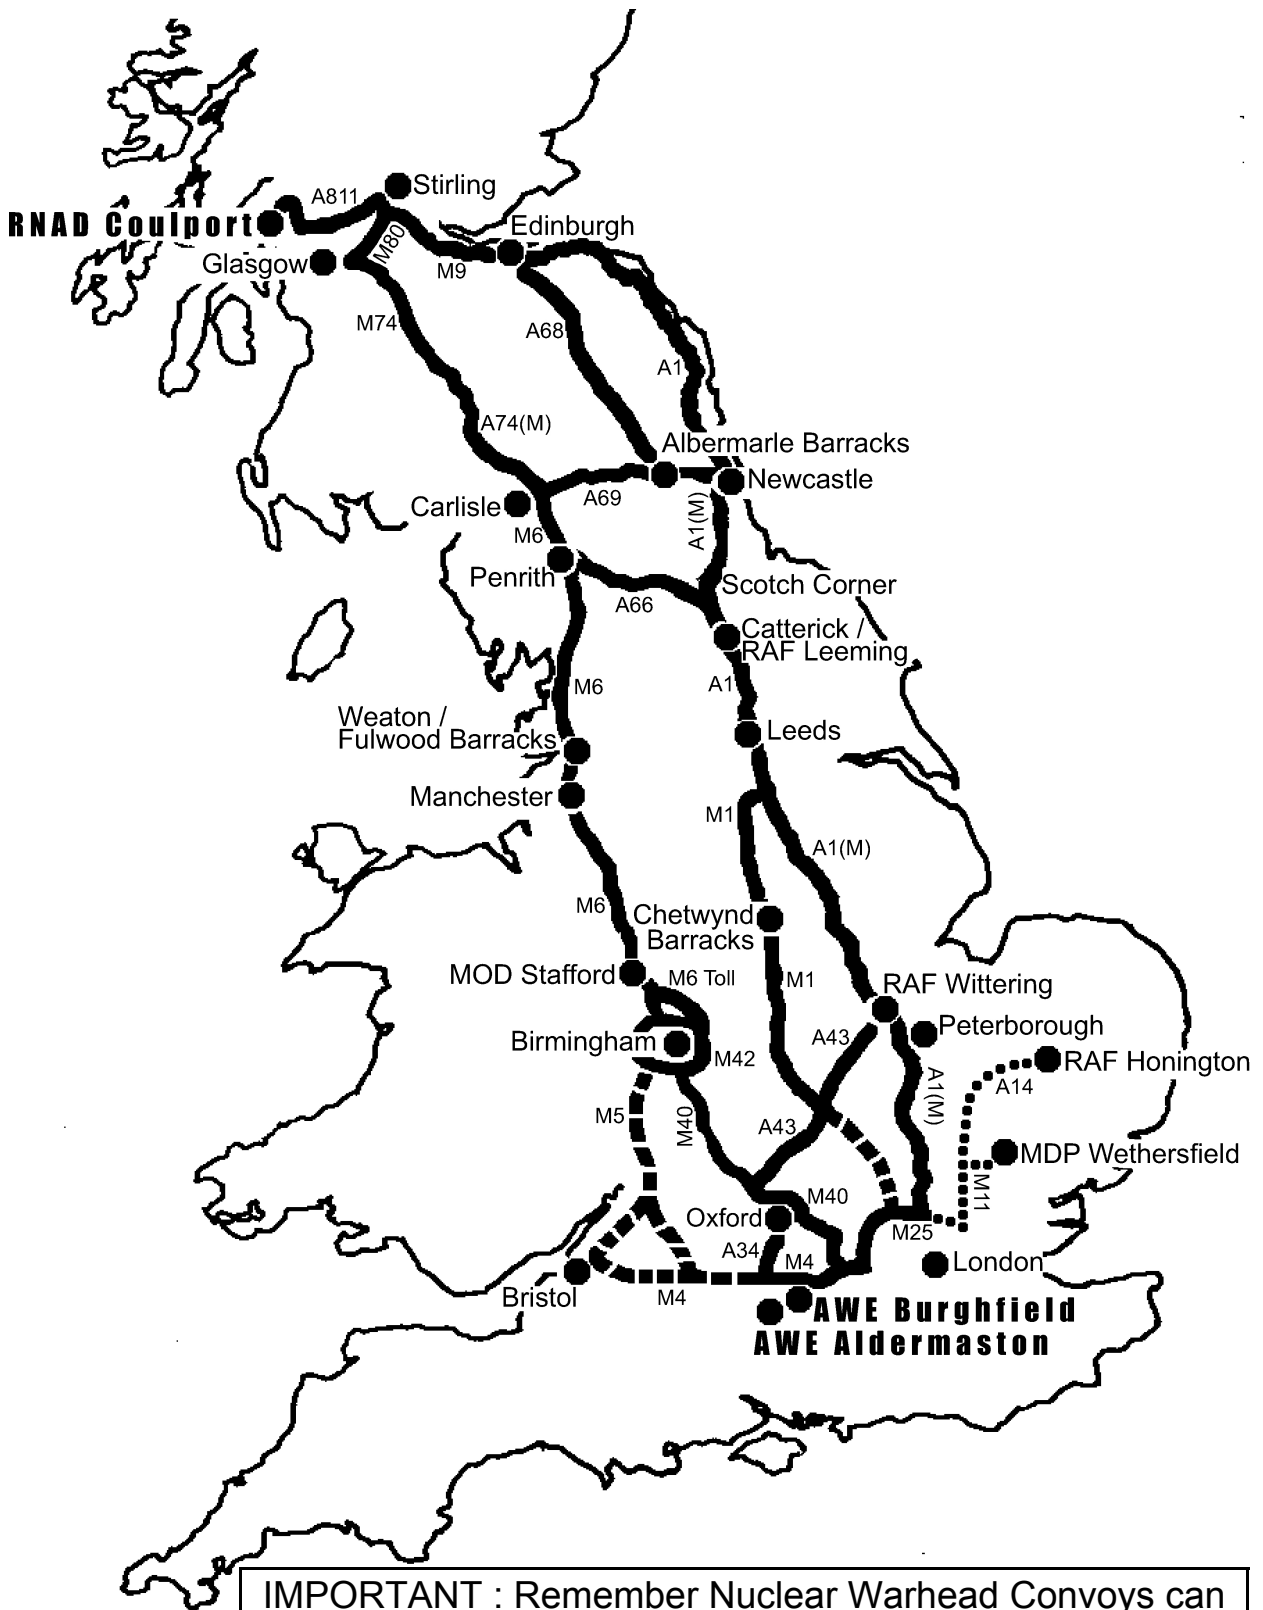 Stirling
A811
RNAD Coulport
Edinburgh
M80
Glasgow
M9
M74
A68
A1
A74(M)
Albermarle Barracks
Newcastle
A69
Carlisle
A1(M)
M6
Penrith
Scotch Corner
A66
Catterick /
RAF Leeming
A1
M6
Weaton /
Fulwood Barracks
Leeds
Manchester
M1
A1(M)
M6
Chetwynd
Barracks
MOD Stafford
M6 Toll
M1
RAF Wittering
Peterborough
Birmingham
A43
M42
RAF Honington
A14
A1(M)
M5
M40
A43
MDP Wethersfield
M11
M40
Oxford
M25
A34
M4
London
Bristol
M4
AWE Burghfield
AWE Aldermaston
IMPORTANT : Remember Nuclear Warhead Convoys can